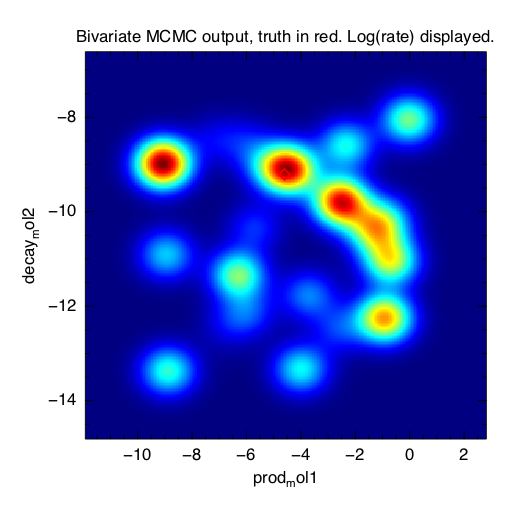 Bivariate MCMC output, truth in red. Log(rate) displayed.
−8
−10
−12
−14
decay_mol2
−10 −8 −6 −4 −2 0 2
prod_mol1